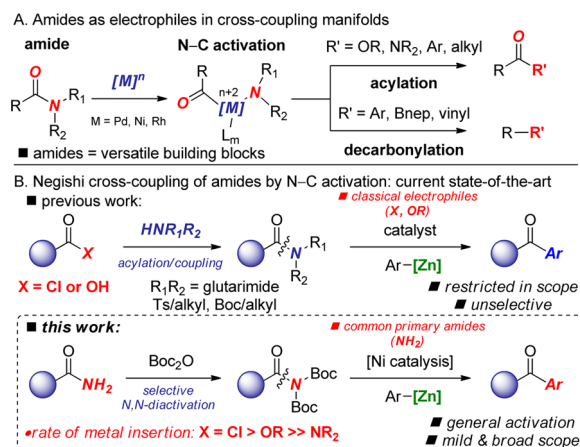 A. Amides as electrophiles in cross-coupling manifolds
amide
N–C activation
R' = OR, NR2, Ar, alkyl
acylation
O
R
N
R1
R2
[M]ⁿ
M = Pd, Ni, Rh
R
O
n+2
[M]
Lm
N
R1
R2
O
R
R'
R' = Ar, Bnep, vinyl
decarbonylation
R–R'
■ amides = versatile building blocks
B. Negishi cross-coupling of amides by N–C activation: current state-of-the-art
■ previous work:
■ classical electrophiles
(X, OR)
O
X
X = Cl or OH
HNR1R2
acylation/coupling
O
N
R1
R2
R1R2 = glutarimide
Ts/alkyl, Boc/alkyl
catalyst
Ar–[Zn]
O
Ar
■ restricted in scope
■ unselective
■ this work:
■ common primary amides
(NH2)
O
NH2
Boc2O
selective
N,N-diactivation
O
N
Boc
Boc
[Ni catalysis]
Ar–[Zn]
O
Ar
•rate of metal insertion: X = Cl > OR >> NR2
■ general activation
■ mild & broad scope